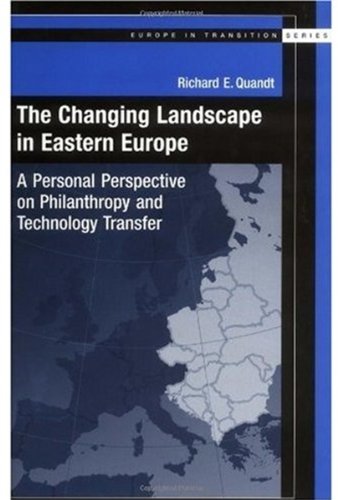 EUROPE IN TRANSITION SERIES
Richard E. Quandt
The Changing Landscape
in Eastern Europe
A Personal Perspective
on Philanthropy and
Technology Transfer